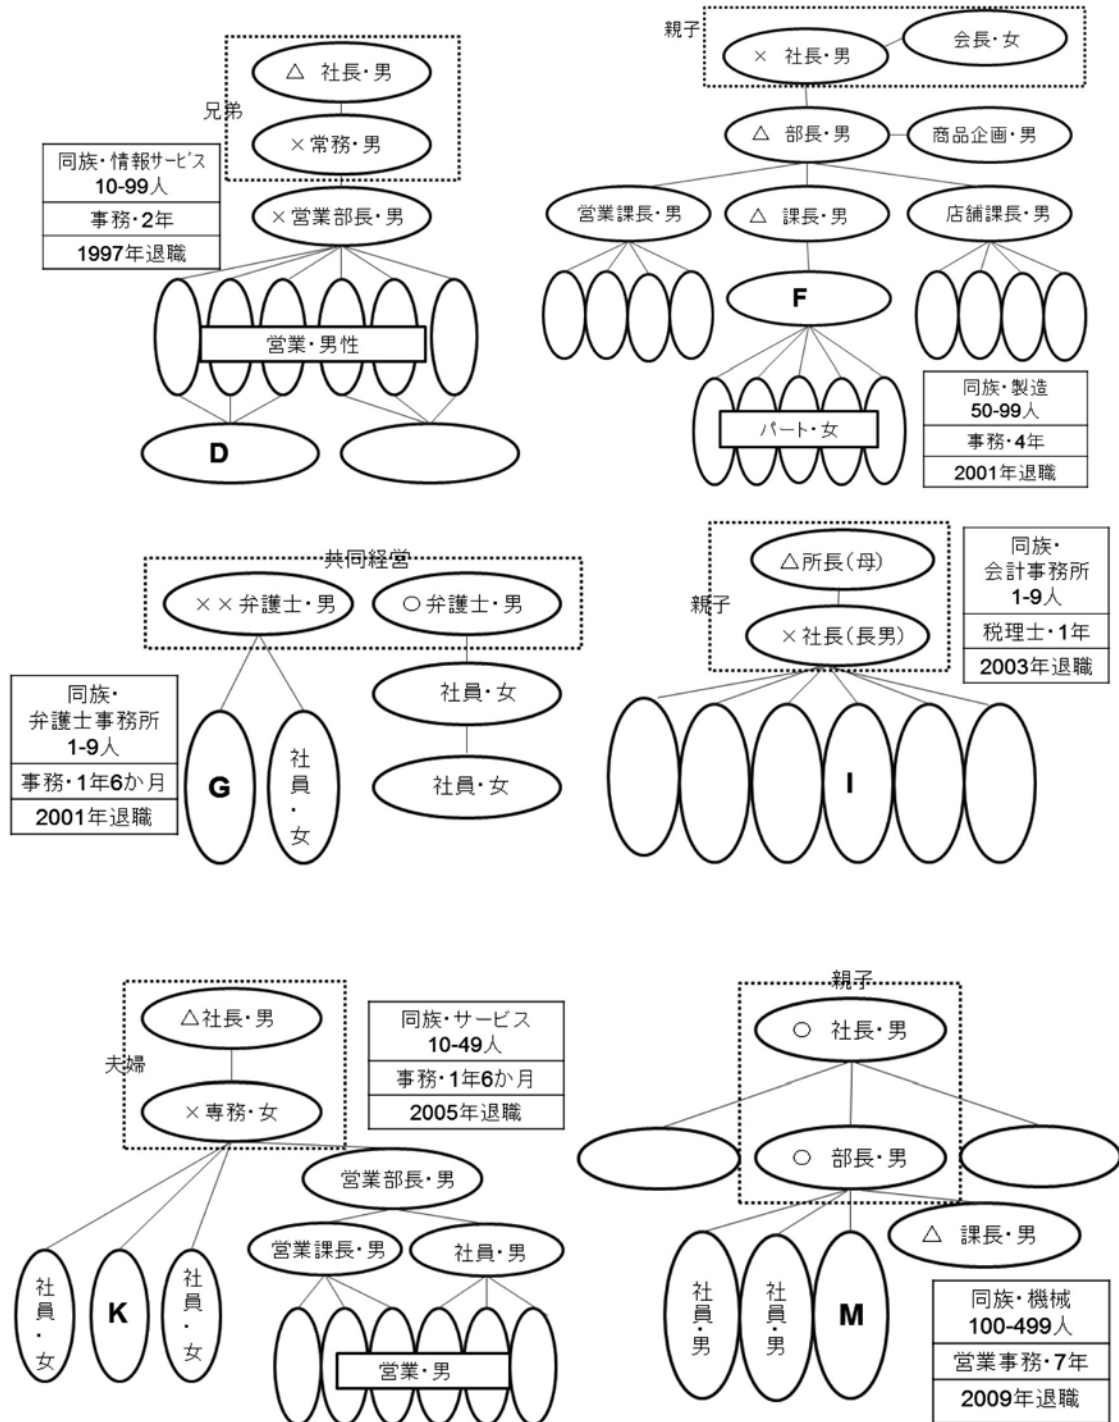 △ 社長・男
兄弟
×常務・男
×営業部長・男
同族・情報サービス
10-99人
事務・2年
1997年退職
営業・男性
D
親子
× 社長・男
会長・女
△ 部長・男
商品企画・男
営業課長・男
△ 課長・男
店舗課長・男
F
パート・女
同族・製造
50-99人
事務・4年
2001年退職
共同経営
××弁護士・男
○弁護士・男
社員・女
社員・女
同族・
弁護士事務所
1-9人
事務・1年6か月
2001年退職
G
社員・女
△所長(母)
親子
×社長(長男)
同族・
会計事務所
1-9人
税理士・1年
2003年退職
I
△社長・男
夫婦
×専務・女
同族・サービス
10-49人
事務・1年6か月
2005年退職
営業部長・男
営業課長・男
社員・男
社員・女
K
社員・女
営業・男
親子
○ 社長・男
○ 部長・男
△ 課長・男
社員・男
社員・男
M
同族・機械
100-499人
営業事務・7年
2009年退職